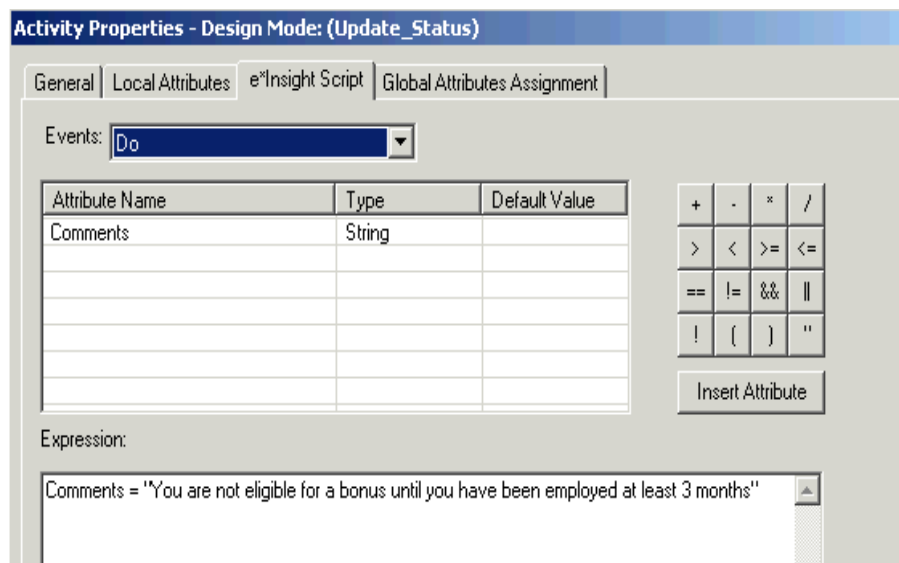 Activity Properties - Design Mode: (Update_Status)
General Local Attributes e*Insight Script Global Attributes Assignment
Events: Do
Attribute Name Type Default Value
Comments String
+ - * /
> < >= <=
== != && ||
! ( ) "
Insert Attribute
Expression:
Comments = "You are not eligible for a bonus until you have been employed at least 3 months"